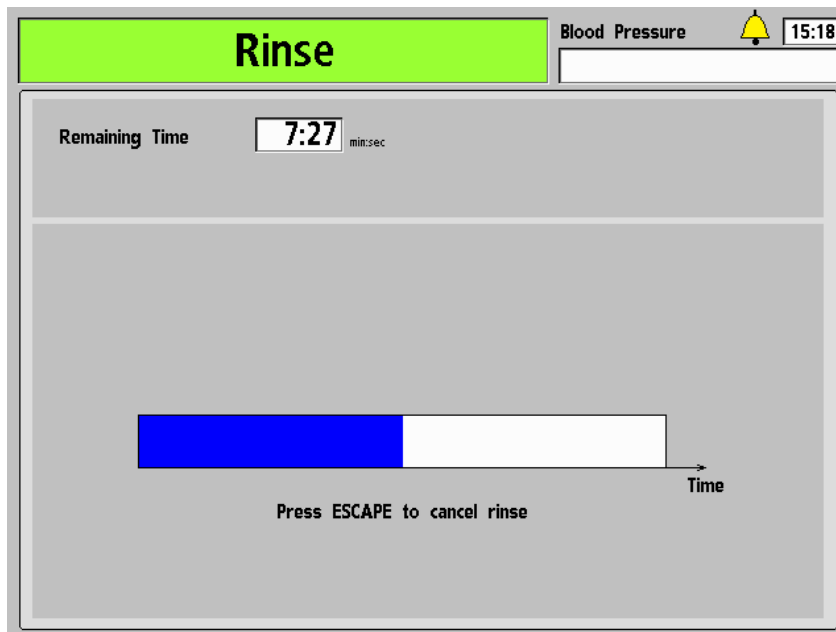 Rinse
Blood Pressure
15:18
Remaining Time 7:27 min:sec
Time
Press ESCAPE to cancel rinse